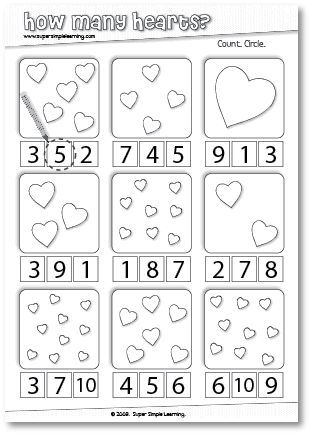 how many hearts?
www.supersimplelearning.com
Count. Circle.
3 5 2
7 4 5
9 1 3
3 9 1
1 8 7
2 7 8
3 7 10
4 5 6
6 10 9
© 2008. Super Simple Learning.